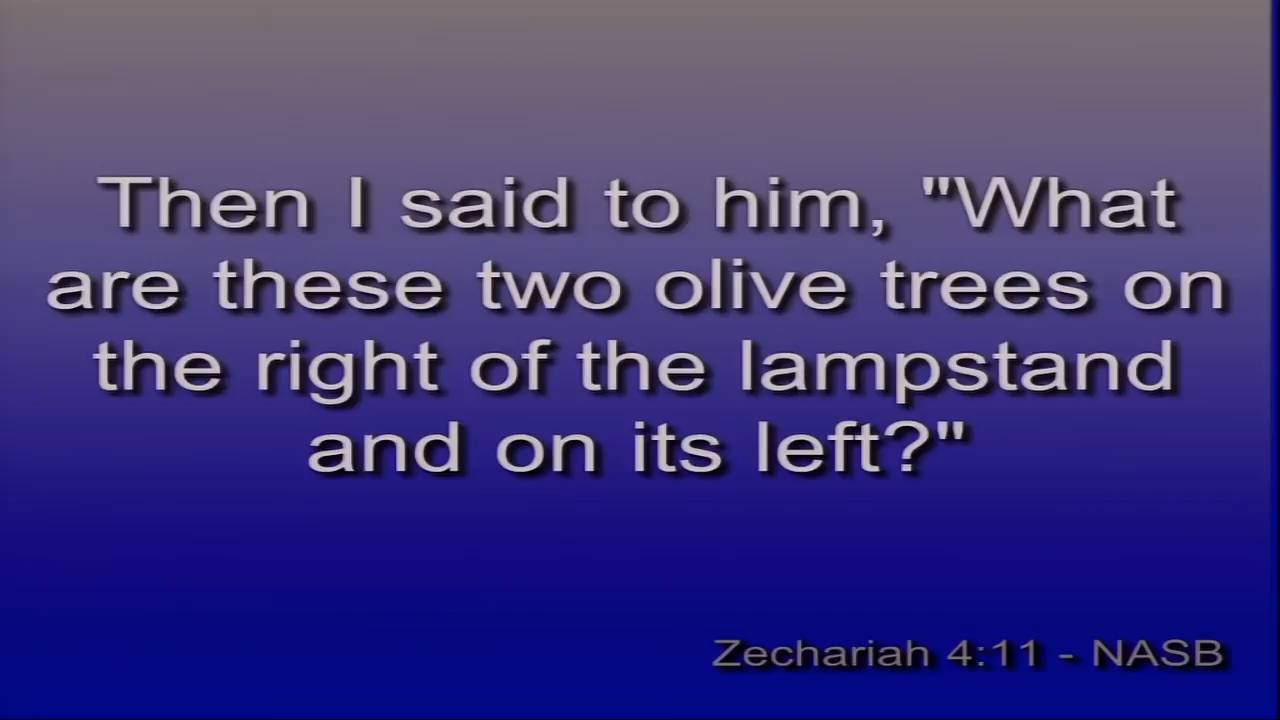 Then I said to him, "What
are these two olive trees on
the right of the lampstand
and on its left?"
Zechariah 4:11 - NASB